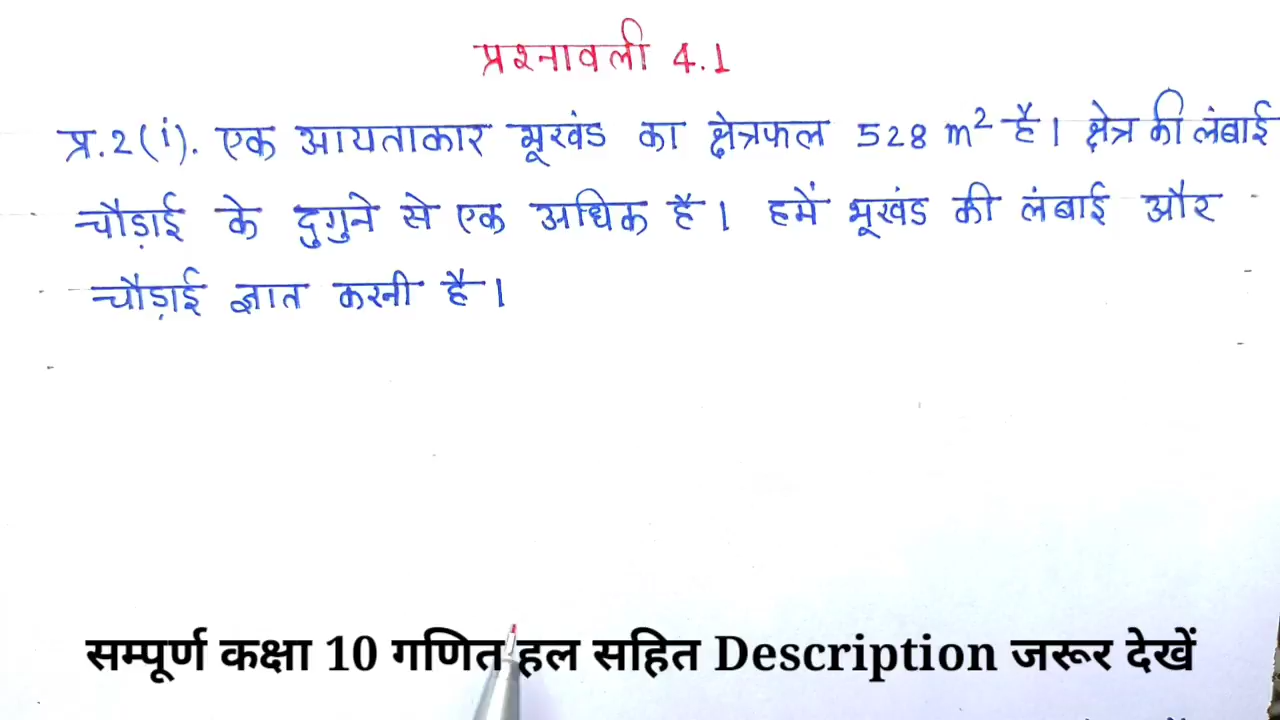 प्रश्नावली 4.1
प्र.2(i). एक आयताकार भूखंड का क्षेत्रफल 528 m² है। क्षेत्र की लंबाई
चौड़ाई के दुगुने से एक अधिक है। हमें भूखंड की लंबाई और
चौड़ाई ज्ञात करनी है।
सम्पूर्ण कक्षा 10 गणित हल सहित Description जरूर देखें